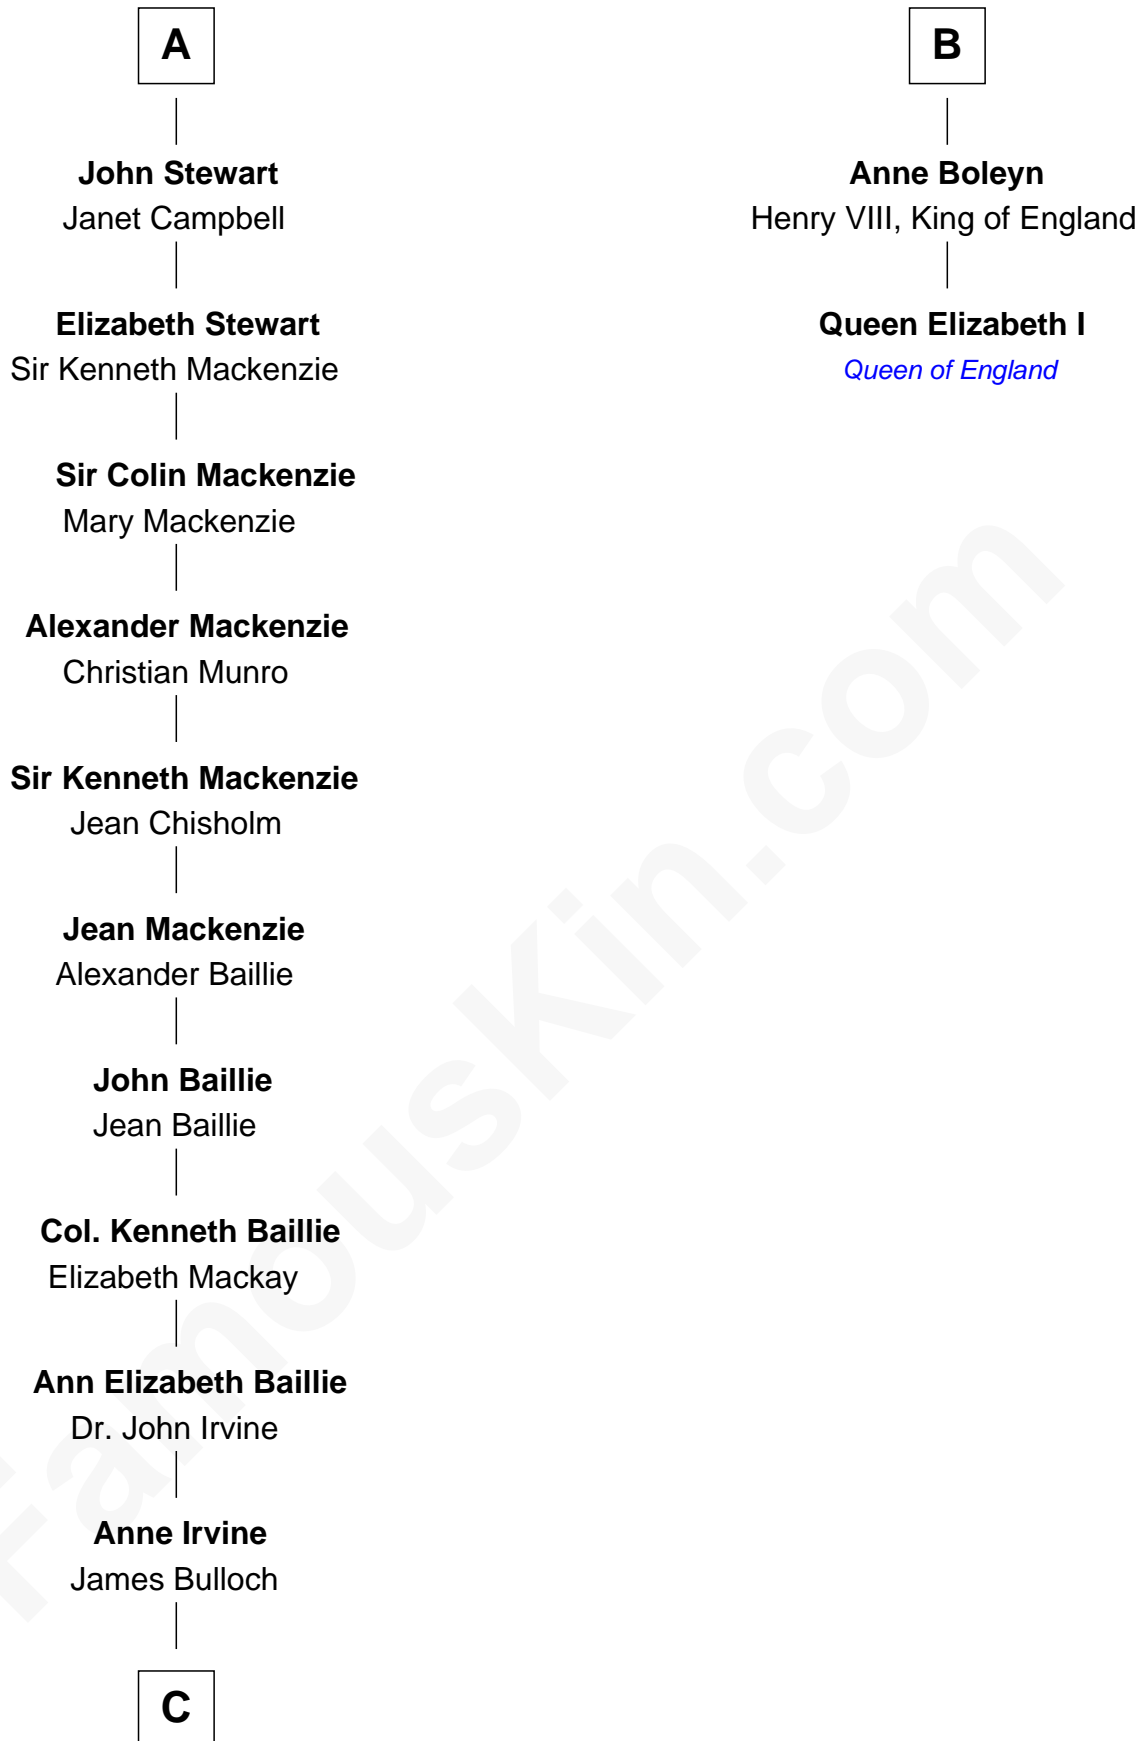 A
John Stewart
Janet Campbell
Elizabeth Stewart
Sir Kenneth Mackenzie
Sir Colin Mackenzie
Mary Mackenzie
Alexander Mackenzie
Christian Munro
Sir Kenneth Mackenzie
Jean Chisholm
Jean Mackenzie
Alexander Baillie
John Baillie
Jean Baillie
Col. Kenneth Baillie
Elizabeth Mackay
Ann Elizabeth Baillie
Dr. John Irvine
Anne Irvine
James Bulloch
C
B
Anne Boleyn
Henry VIII, King of England
Queen Elizabeth I
Queen of England
FamousKin.com